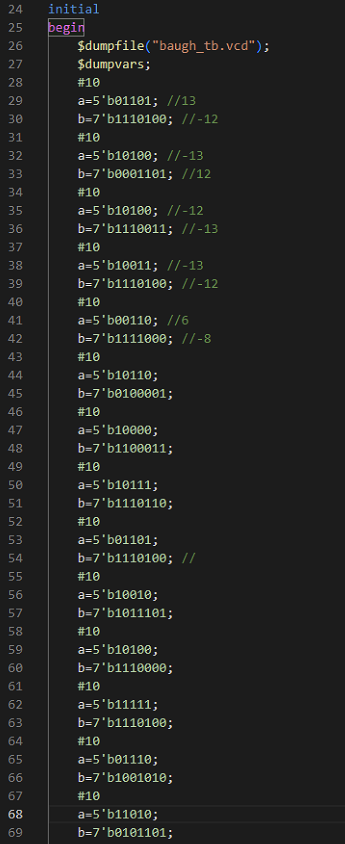 24 initial
25 begin
26 $dumpfile("baugh_tb.vcd");
27 $dumpvars;
28 #10
29 a=5'b01101; //13
30 b=7'b1110100; //-12
31 #10
32 a=5'b10100; //-13
33 b=7'b0001101; //12
34 #10
35 a=5'b10100; //-12
36 b=7'b1110011; //-13
37 #10
38 a=5'b10011; //-13
39 b=7'b1110100; //-12
40 #10
41 a=5'b00110; //6
42 b=7'b1111000; //-8
43 #10
44 a=5'b10110;
45 b=7'b0100001;
46 #10
47 a=5'b10000;
48 b=7'b1100011;
49 #10
50 a=5'b10111;
51 b=7'b1110110;
52 #10
53 a=5'b01101;
54 b=7'b1110100; //
55 #10
56 a=5'b10010;
57 b=7'b1011101;
58 #10
59 a=5'b10100;
60 b=7'b1110000;
61 #10
62 a=5'b11111;
63 b=7'b1110100;
64 #10
65 a=5'b01110;
66 b=7'b1001010;
67 #10
68 a=5'b11010;
69 b=7'b0101101;